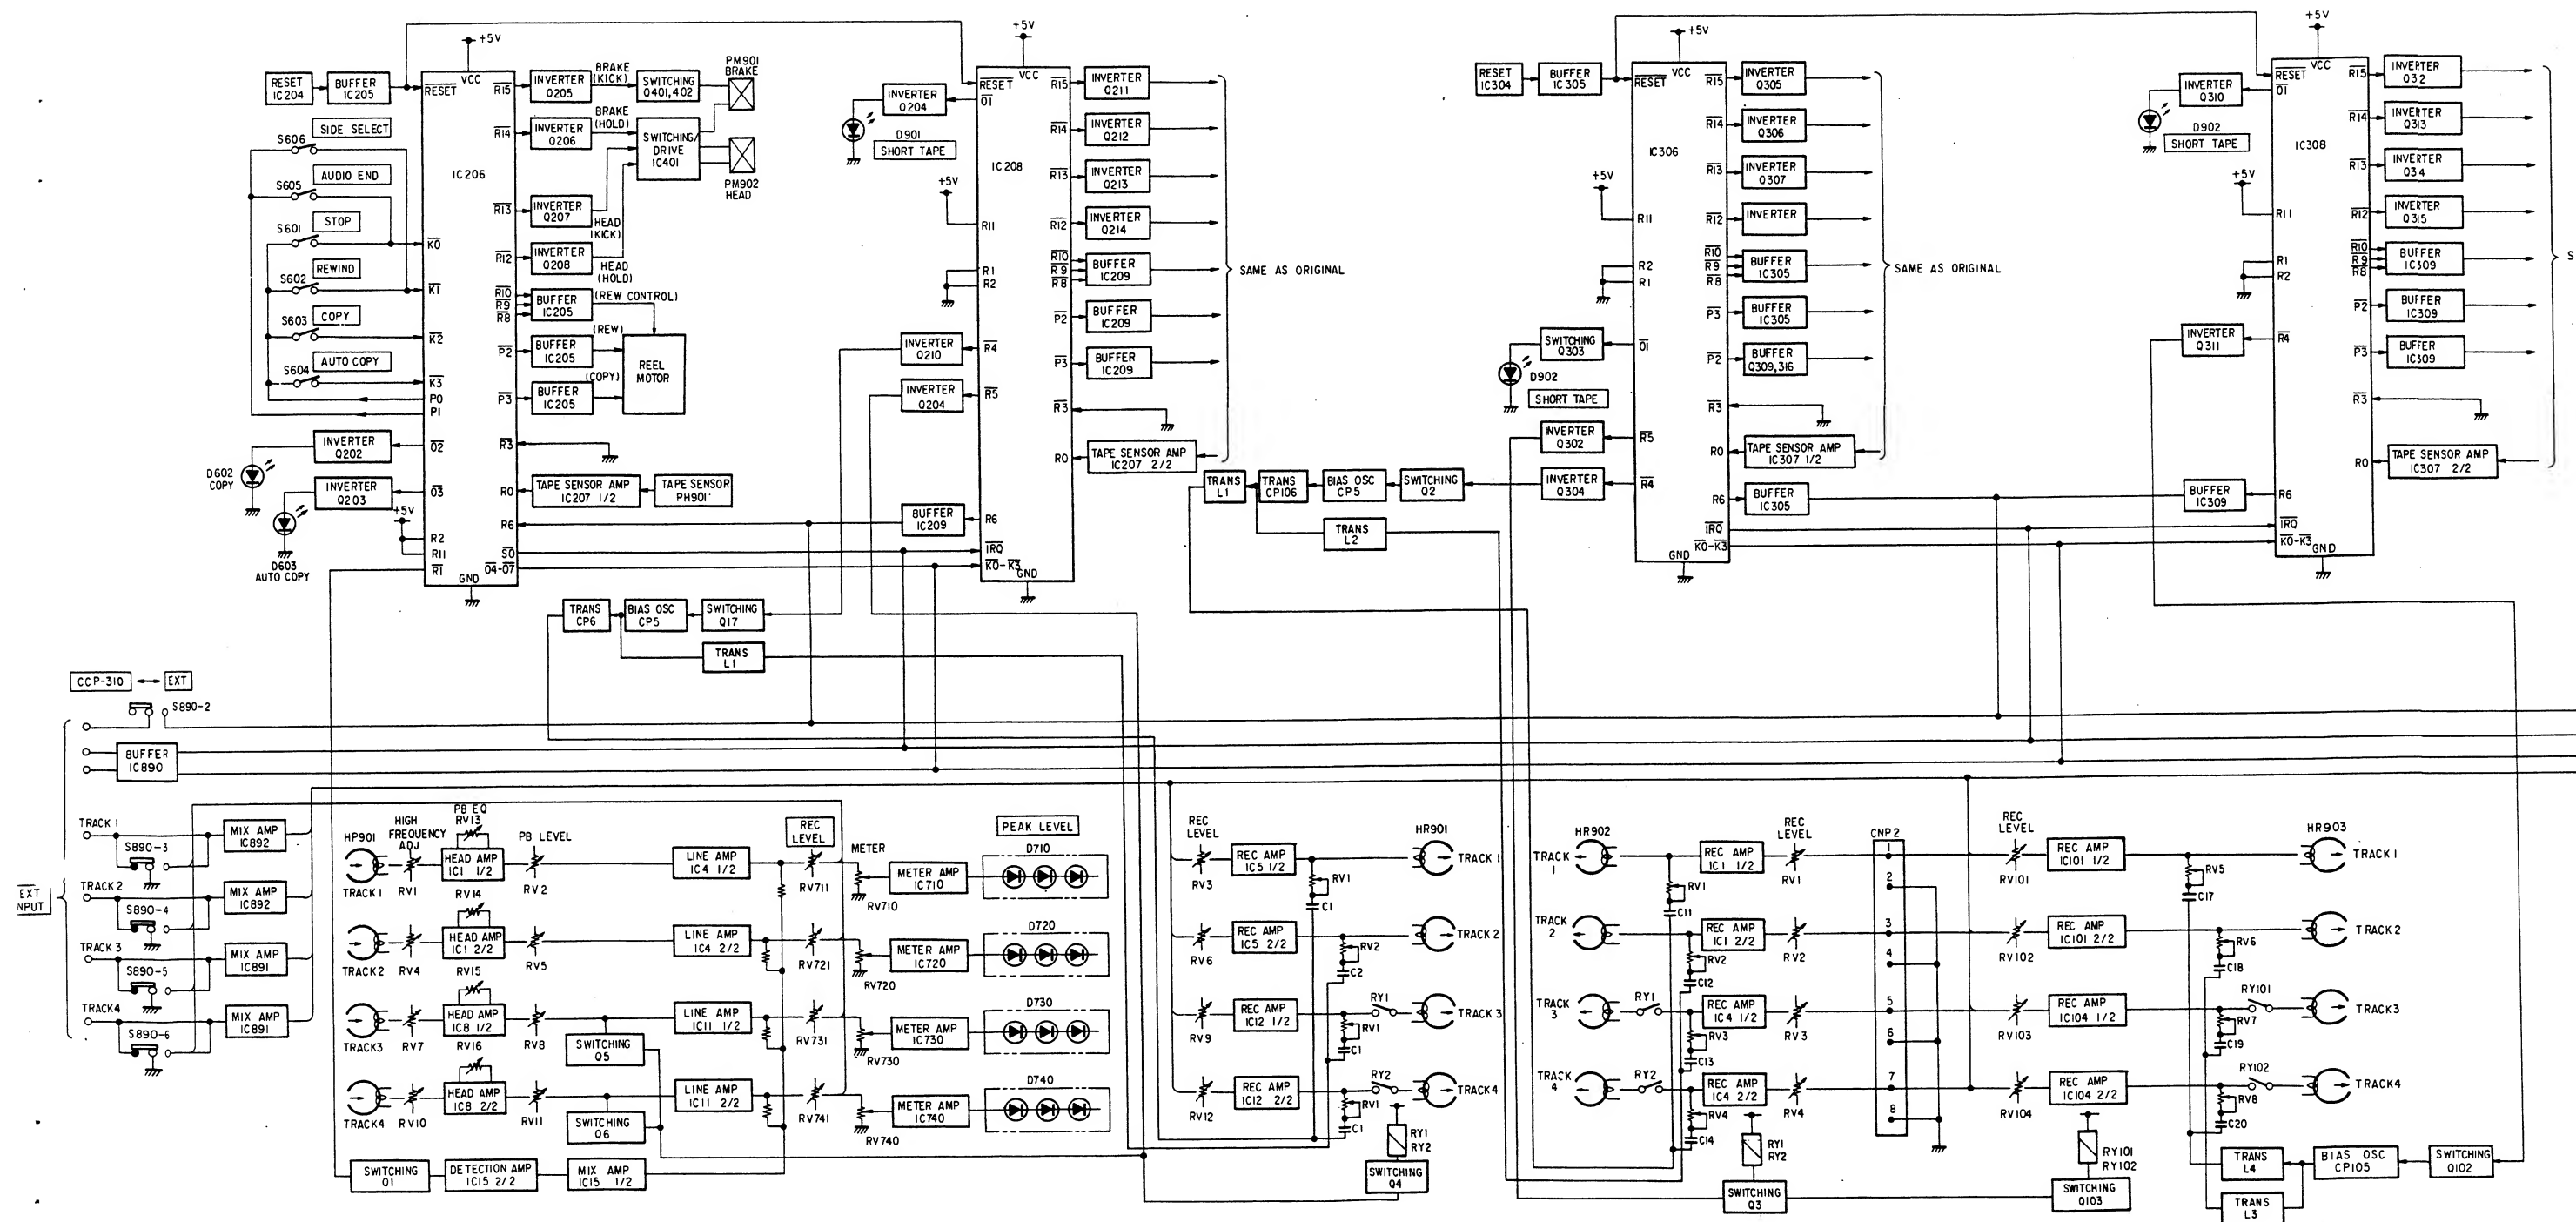 +5V
RESET
IC204
BUFFER
IC205
VCC
RESET
IC206
R15
R14
R13
R12
R10
R9
R8
P2
P3
R3
R0
R6
S0
O4-O7
GND
K0
K1
K2
K3
P0
P1
O2
O3
R2
R11
R1
S606
SIDE SELECT
S605
AUDIO END
S601
STOP
S602
REWIND
S603
COPY
S604
AUTO COPY
INVERTER
Q202
D602
COPY
INVERTER
Q203
+5V
D603
AUTO COPY
INVERTER
Q205
BRAKE
(KICK)
SWITCHING
Q401,402
PM901
BRAKE
INVERTER
Q206
BRAKE
(HOLD)
SWITCHING/
DRIVE
IC401
PM902
HEAD
INVERTER
Q207
HEAD
(KICK)
INVERTER
Q208
HEAD
(HOLD)
BUFFER
IC205
(REW CONTROL)
BUFFER
IC205
(REW)
REEL
MOTOR
BUFFER
IC205
(COPY)
TAPE SENSOR AMP
IC207 1/2
TAPE SENSOR
PH901
+5V
VCC
RESET
O1
IC208
INVERTER
Q204
D901
SHORT TAPE
+5V
R11
R1
R2
R4
R5
R6
IRQ
K0-K3
GND
INVERTER
Q210
INVERTER
Q204
BUFFER
IC209
R15
INVERTER
Q211
R14
INVERTER
Q212
R13
INVERTER
Q213
R12
INVERTER
Q214
R10
R9
R8
BUFFER
IC209
P2
BUFFER
IC209
P3
BUFFER
IC209
R3
R0
TAPE SENSOR AMP
IC207 2/2
SAME AS ORIGINAL
TRANS
CP6
BIAS OSC
CP5
SWITCHING
Q17
TRANS
L1
RESET
IC304
BUFFER
IC305
+5V
VCC
RESET
IC306
+5V
R11
R2
R1
O1
R5
R4
GND
SWITCHING
Q303
D902
SHORT TAPE
INVERTER
Q302
INVERTER
Q304
SWITCHING
Q2
BIAS OSC
CP5
TRANS
CP106
TRANS
L1
TRANS
L2
R15
INVERTER
Q305
R14
INVERTER
Q306
R13
INVERTER
Q307
R12
INVERTER
R10
R9
R8
BUFFER
IC305
P3
BUFFER
IC305
P2
BUFFER
Q309,316
R3
R0
TAPE SENSOR AMP
IC307 1/2
R6
BUFFER
IC305
IRQ
K0-K3
SAME AS ORIGINAL
+5V
VCC
RESET
O1
IC308
INVERTER
Q310
D902
SHORT TAPE
+5V
R11
R1
R2
R4
INVERTER
Q311
R6
BUFFER
IC309
IRQ
K0-K3
GND
R15
INVERTER
Q312
R14
INVERTER
Q313
R13
INVERTER
Q34
R12
INVERTER
Q315
R10
R9
R8
BUFFER
IC309
P2
BUFFER
IC309
P3
BUFFER
IC309
R3
R0
TAPE SENSOR AMP
IC307 2/2
S
CCP-310
EXT
S890-2
BUFFER
IC890
EXT
NPUT
TRACK 1
S890-3
MIX AMP
IC892
TRACK 2
S890-4
MIX AMP
IC892
TRACK 3
S890-5
MIX AMP
IC891
TRACK4
S890-6
MIX AMP
IC891
HP901
HIGH
FREQUENCY
ADJ
PB EQ
RV13
PB LEVEL
REC
LEVEL
METER
PEAK LEVEL
TRACK1
RV1
HEAD AMP
IC1 1/2
RV2
LINE AMP
IC4 1/2
RV711
RV710
METER AMP
IC710
D710
TRACK2
RV4
RV14
HEAD AMP
IC1 2/2
RV5
LINE AMP
IC4 2/2
RV721
RV720
METER AMP
IC720
D720
TRACK3
RV7
RV15
HEAD AMP
IC8 1/2
RV8
SWITCHING
Q5
LINE AMP
IC11 1/2
RV731
RV730
METER AMP
IC730
D730
TRACK4
RV10
RV16
HEAD AMP
IC8 2/2
RV11
SWITCHING
Q6
LINE AMP
IC11 2/2
RV741
RV740
METER AMP
IC740
D740
SWITCHING
Q1
DETECTION AMP
IC15 2/2
MIX AMP
IC15 1/2
REC
LEVEL
RV3
REC AMP
IC5 1/2
RV1
C1
HR901
TRACK 1
RV6
REC AMP
IC5 2/2
RV2
C2
TRACK 2
RV9
REC AMP
IC12 1/2
RV1
C1
RY1
TRACK 3
RV12
REC AMP
IC12 2/2
RV1
C1
RY2
TRACK4
RY1
RY2
SWITCHING
Q4
HR902
TRACK
1
RV1
C11
REC AMP
IC1 1/2
REC
LEVEL
RV1
TRACK
2
RV2
C12
REC AMP
IC1 2/2
RV2
TRACK
3
RY1
RV3
C13
REC AMP
IC4 1/2
RV3
TRACK
4
RY2
RV4
C14
REC AMP
IC4 2/2
RV4
RY1
RY2
SWITCHING
Q3
CNP2
1
2
3
4
5
6
7
8
REC
LEVEL
RV101
REC AMP
IC101 1/2
RV5
C17
HR903
TRACK 1
RV102
REC AMP
IC101 2/2
RV6
C18
TRACK 2
RV103
REC AMP
IC104 1/2
RY101
RV7
C19
TRACK3
RV104
REC AMP
IC104 2/2
RY102
RV8
C20
TRACK4
RY101
RY102
SWITCHING
Q103
TRANS
L4
BIAS OSC
CP105
SWITCHING
Q102
TRANS
L3